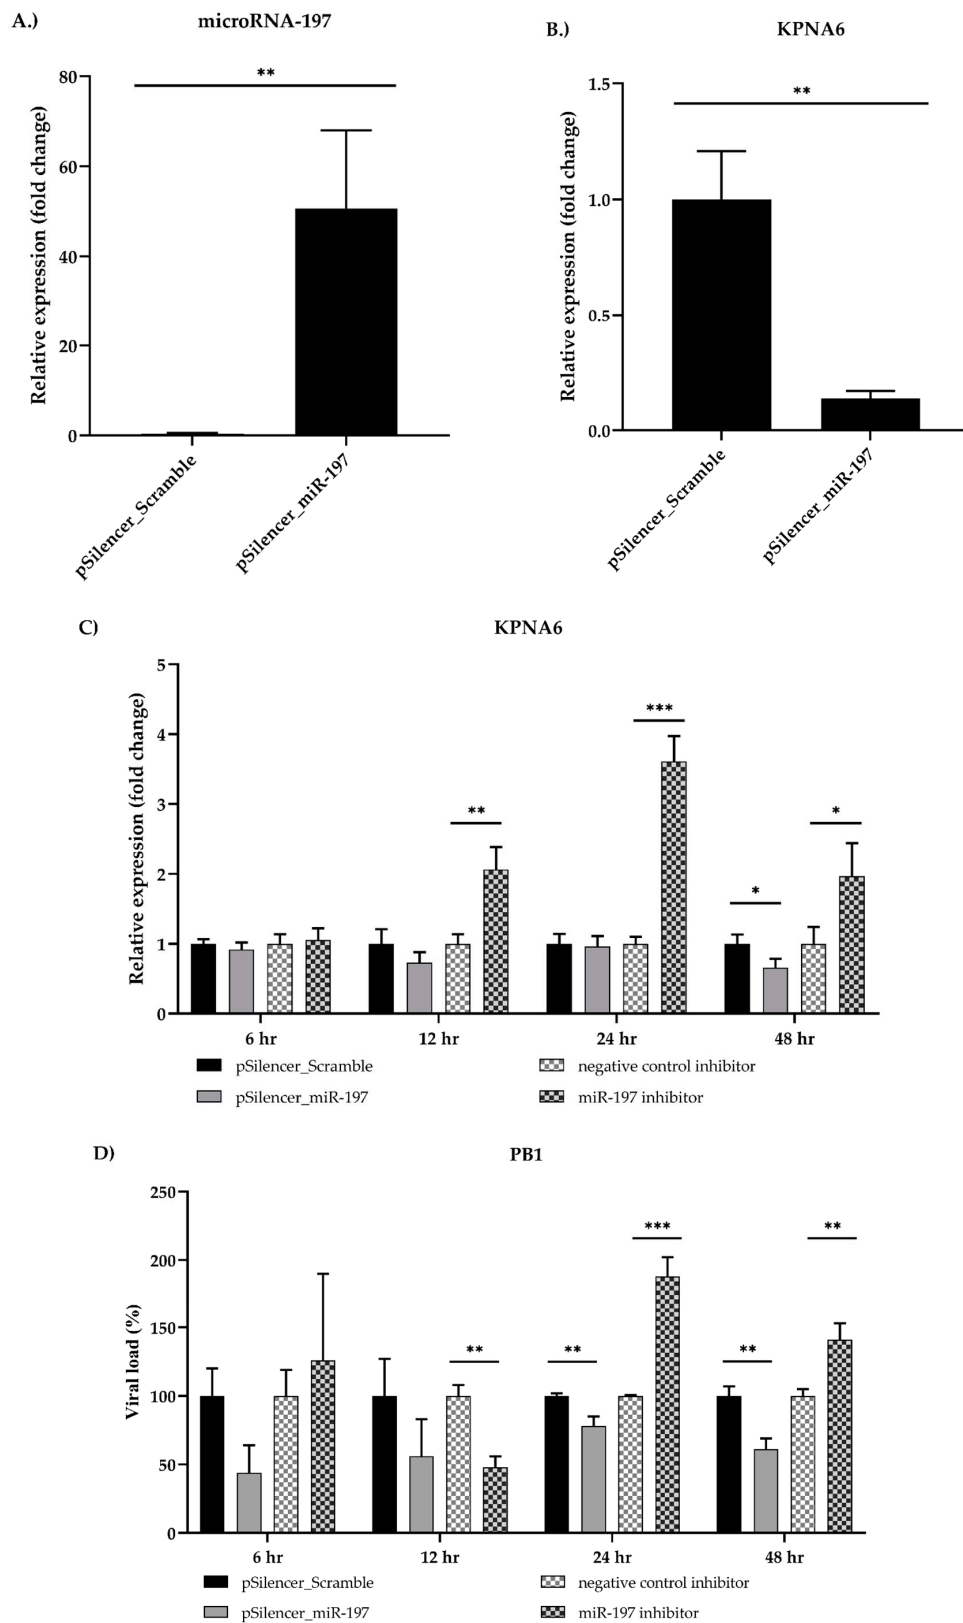 A.)
microRNA-197
**
Relative expression (fold change)
80
60
40
20
0
pSilencer_Scramble
pSilencer_miR-197
B.)
KPNA6
**
Relative expression (fold change)
1.5
1.0
0.5
0.0
pSilencer_Scramble
pSilencer_miR-197
C)
KPNA6
Relative expression (fold change)
5
4
3
2
1
0
**
***
*
*
6 hr
12 hr
24 hr
48 hr
pSilencer_Scramble
negative control inhibitor
pSilencer_miR-197
miR-197 inhibitor
D)
PB1
Viral load (%)
250
200
150
100
50
0
**
**
***
**
**
6 hr
12 hr
24 hr
48 hr
pSilencer_Scramble
negative control inhibitor
pSilencer_miR-197
miR-197 inhibitor